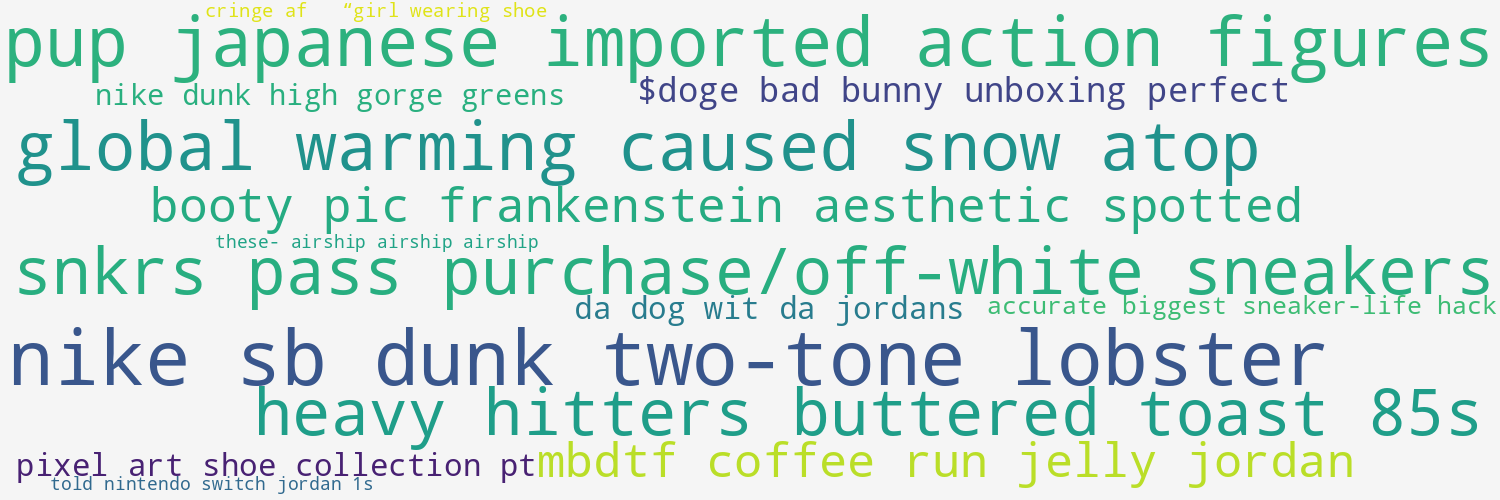 cringe af “girl wearing shoe
pup japanese imported action figures
nike dunk high gorge greens
$doge bad bunny unboxing perfect
global warming caused snow atop
booty pic frankenstein aesthetic spotted
these- airship airship airship
snkrs pass purchase/off-white sneakers
da dog wit da jordans
accurate biggest sneaker-life hack
nike sb dunk two-tone lobster
heavy hitters buttered toast 85s
pixel art shoe collection pt
mbdtf coffee run jelly jordan
told nintendo switch jordan 1s